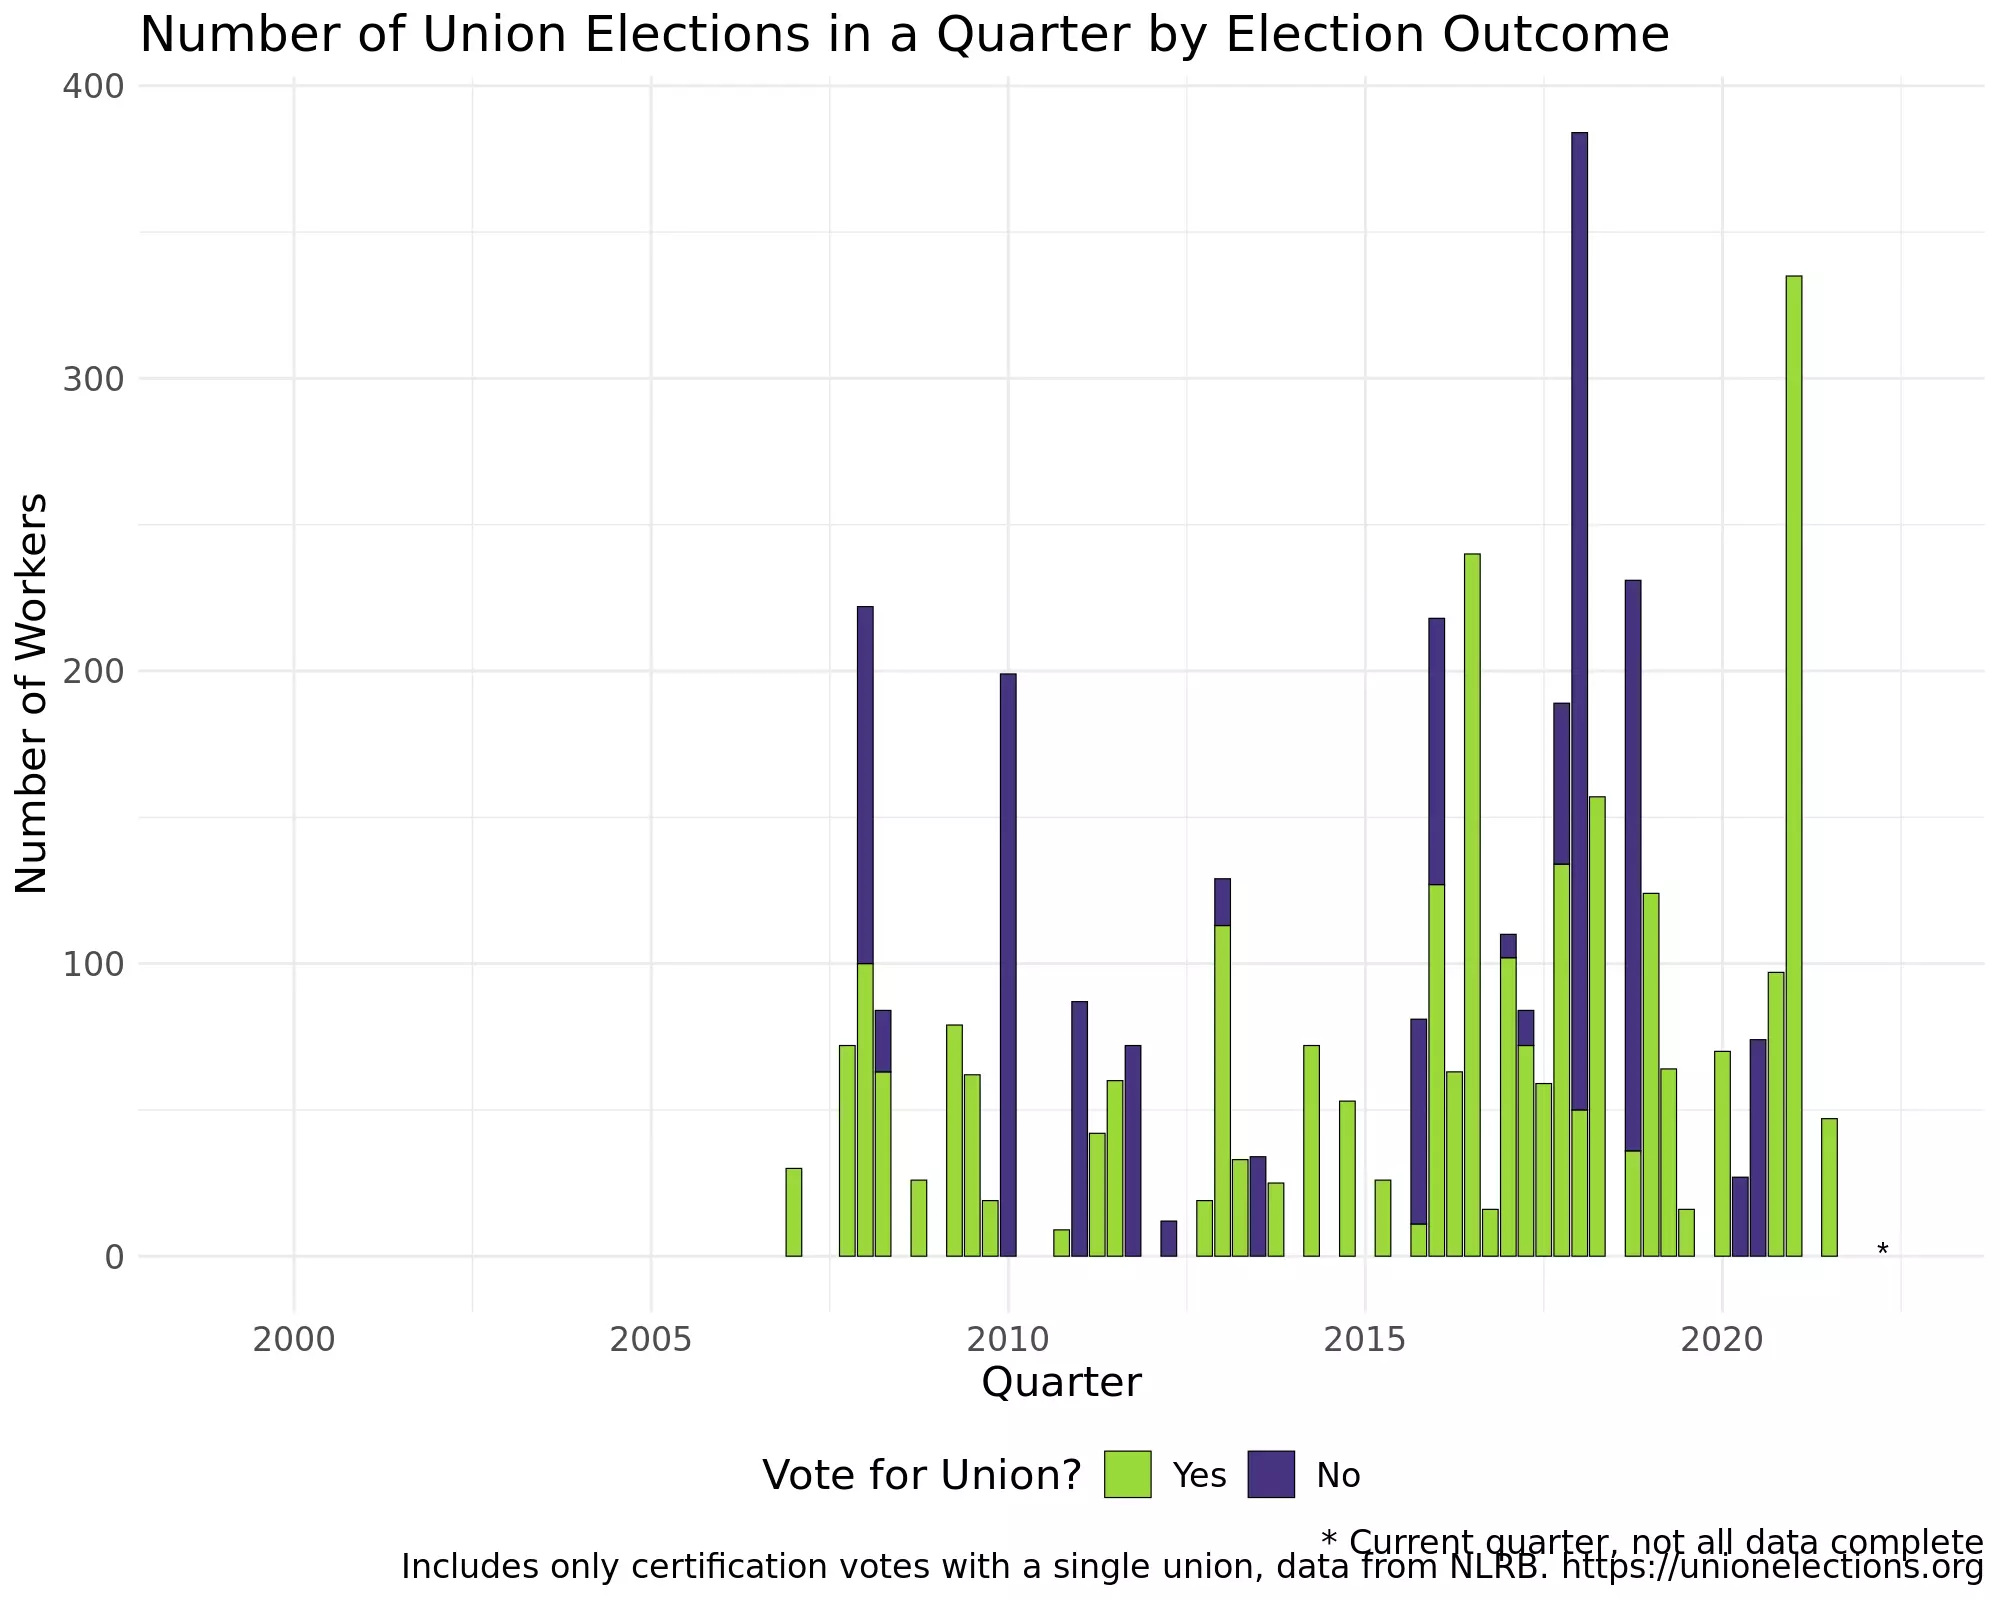 Number of Union Elections in a Quarter by Election Outcome
400
300
200
100
0
Number of Workers
*
2000 2005 2010 2015 2020
Quarter
Vote for Union? Yes No
* Current quarter, not all data complete
Includes only certification votes with a single union, data from NLRB. https://unionelections.org